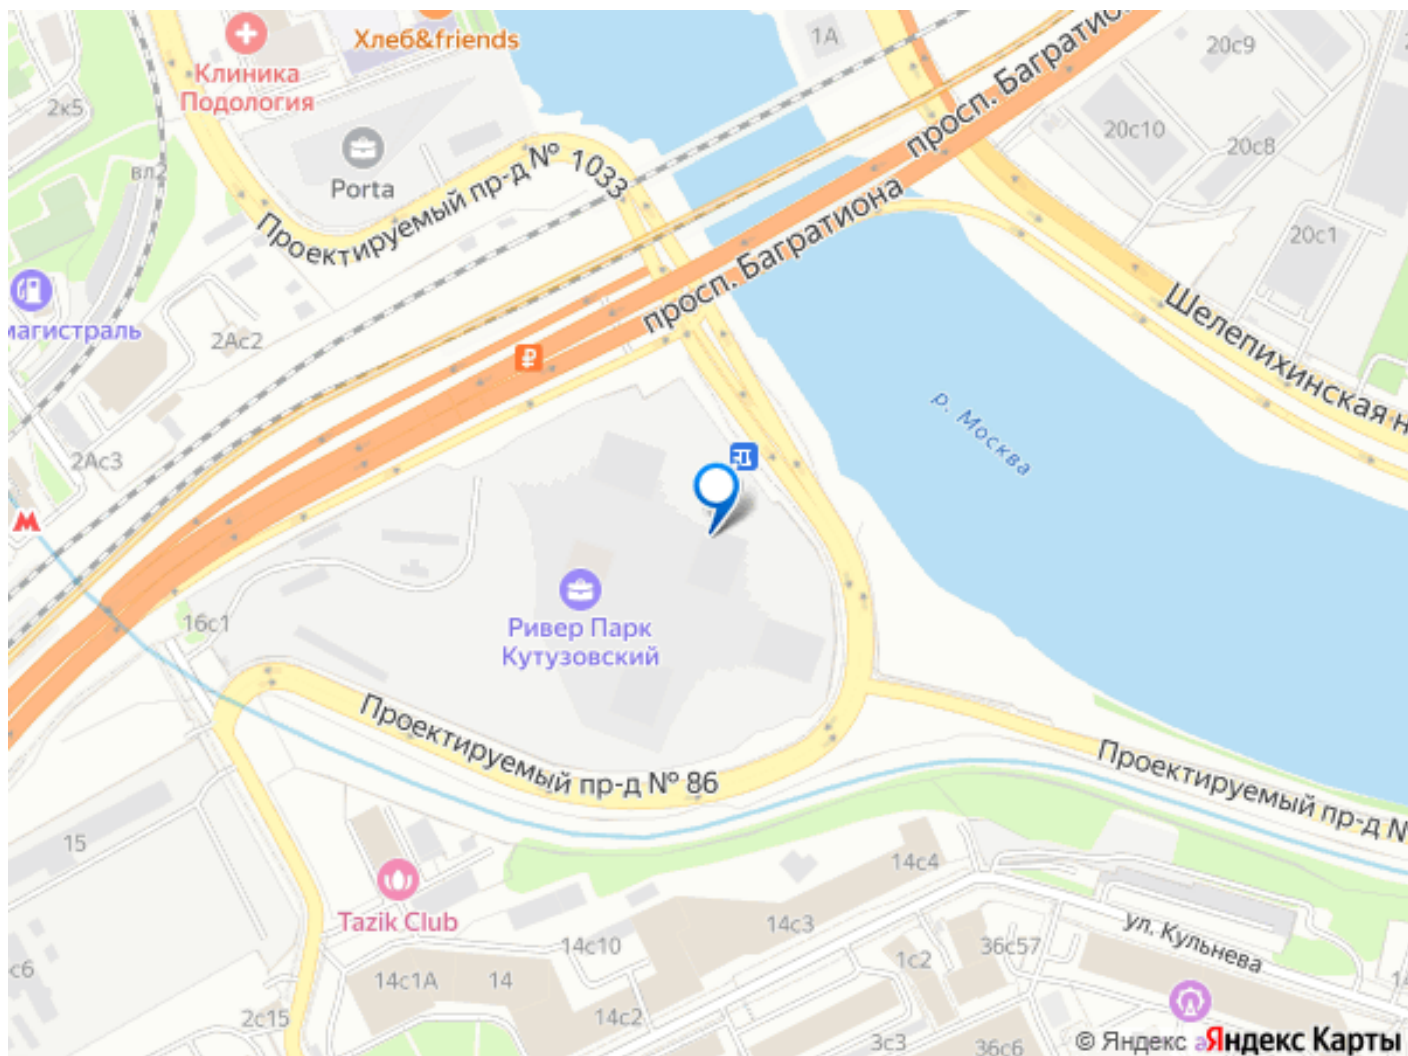 Хлеб&friends
1А
20с9
Клиника
Подология
2к5
просп. Багратиона
20с10
20с8
вл2
Porta
Проектируемый пр-д № 1033
просп. Багратиона
20с1
магистраль
2Ас2
₽
Шелепихинская н
р. Москва
2Ас3
М
16с1
Ривер Парк
Кутузовский
Проектируемый пр-д № 86
Проектируемый пр-д №
15
14с4
Tazik Club
14с3
ул. Кульнева
14с10
36с57
1с2
с6
14с1А
14
14с2
2с15
3с3
36с6
© Яндекс
Яндекс Карты